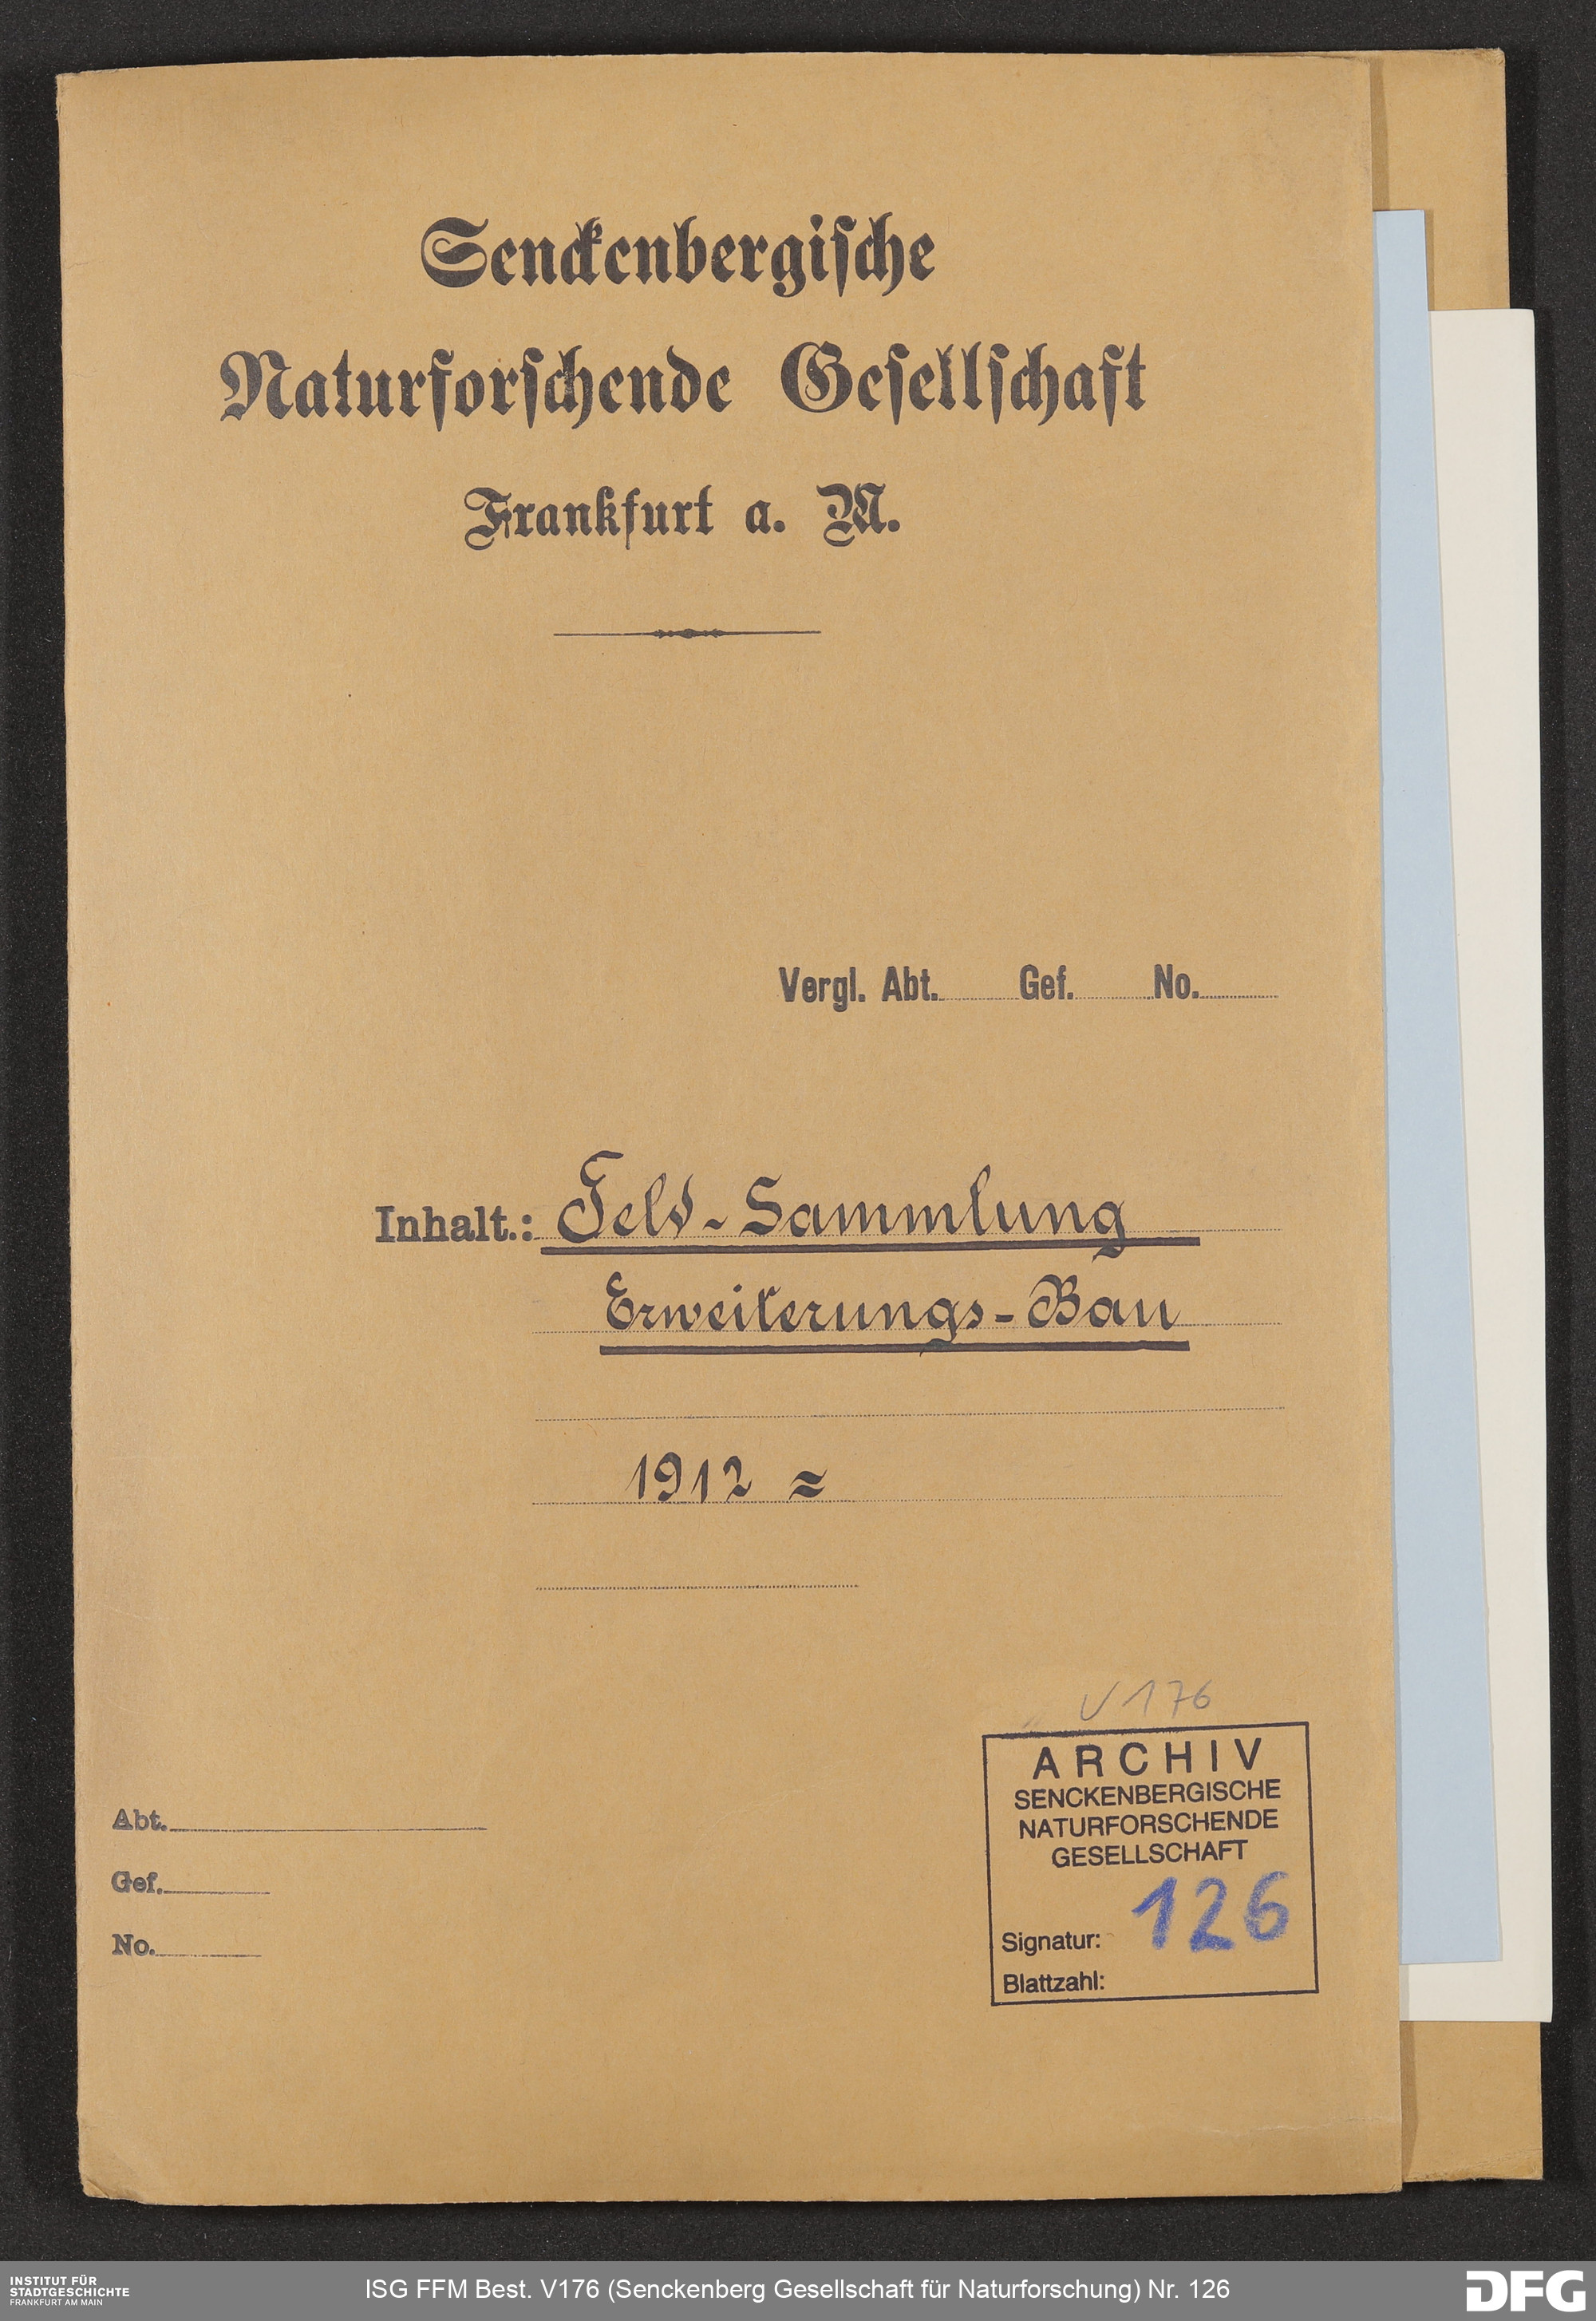 Senckenbergische
Naturforschende Gesellschaft
Frankfurt a. M.
Vergl. Abt. Gef. No.
Inhalt.: Feld-Sammlung
Erweiterungs-Bau
1912 =
V 176
ARCHIV
SENCKENBERGISCHE
NATURFORSCHENDE
GESELLSCHAFT
Signatur: 126
Blattzahl:
Abt.
Gef.
No.
INSTITUT FÜR
STADTGESCHICHTE
FRANKFURT AM MAIN
ISG FFM Best. V176 (Senckenberg Gesellschaft für Naturforschung) Nr. 126
DFG